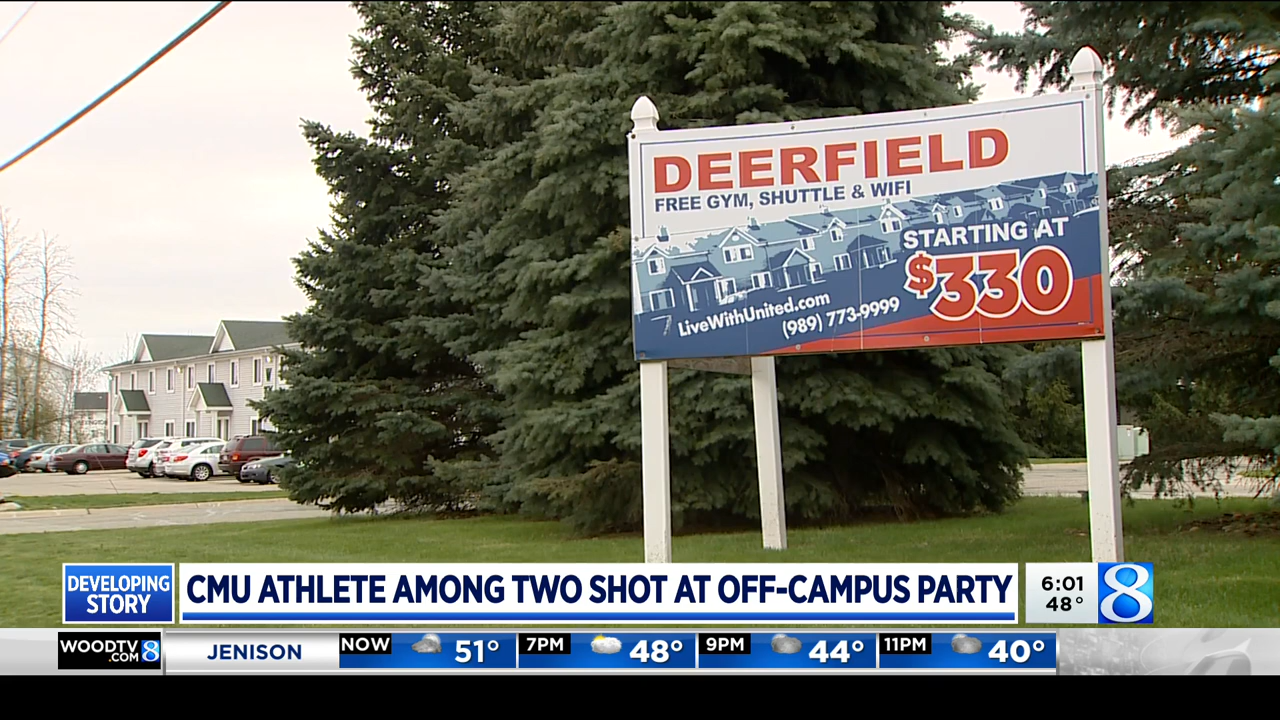 DEERFIELD
FREE GYM, SHUTTLE & WIFI
STARTING AT
$330
LiveWithUnited.com
(989) 773-9999
DEVELOPING
STORY
CMU ATHLETE AMONG TWO SHOT AT OFF-CAMPUS PARTY
6:01
48°
8
WOODTV
.COM 8
JENISON
NOW 51°
7PM 48°
9PM 44°
11PM 40°